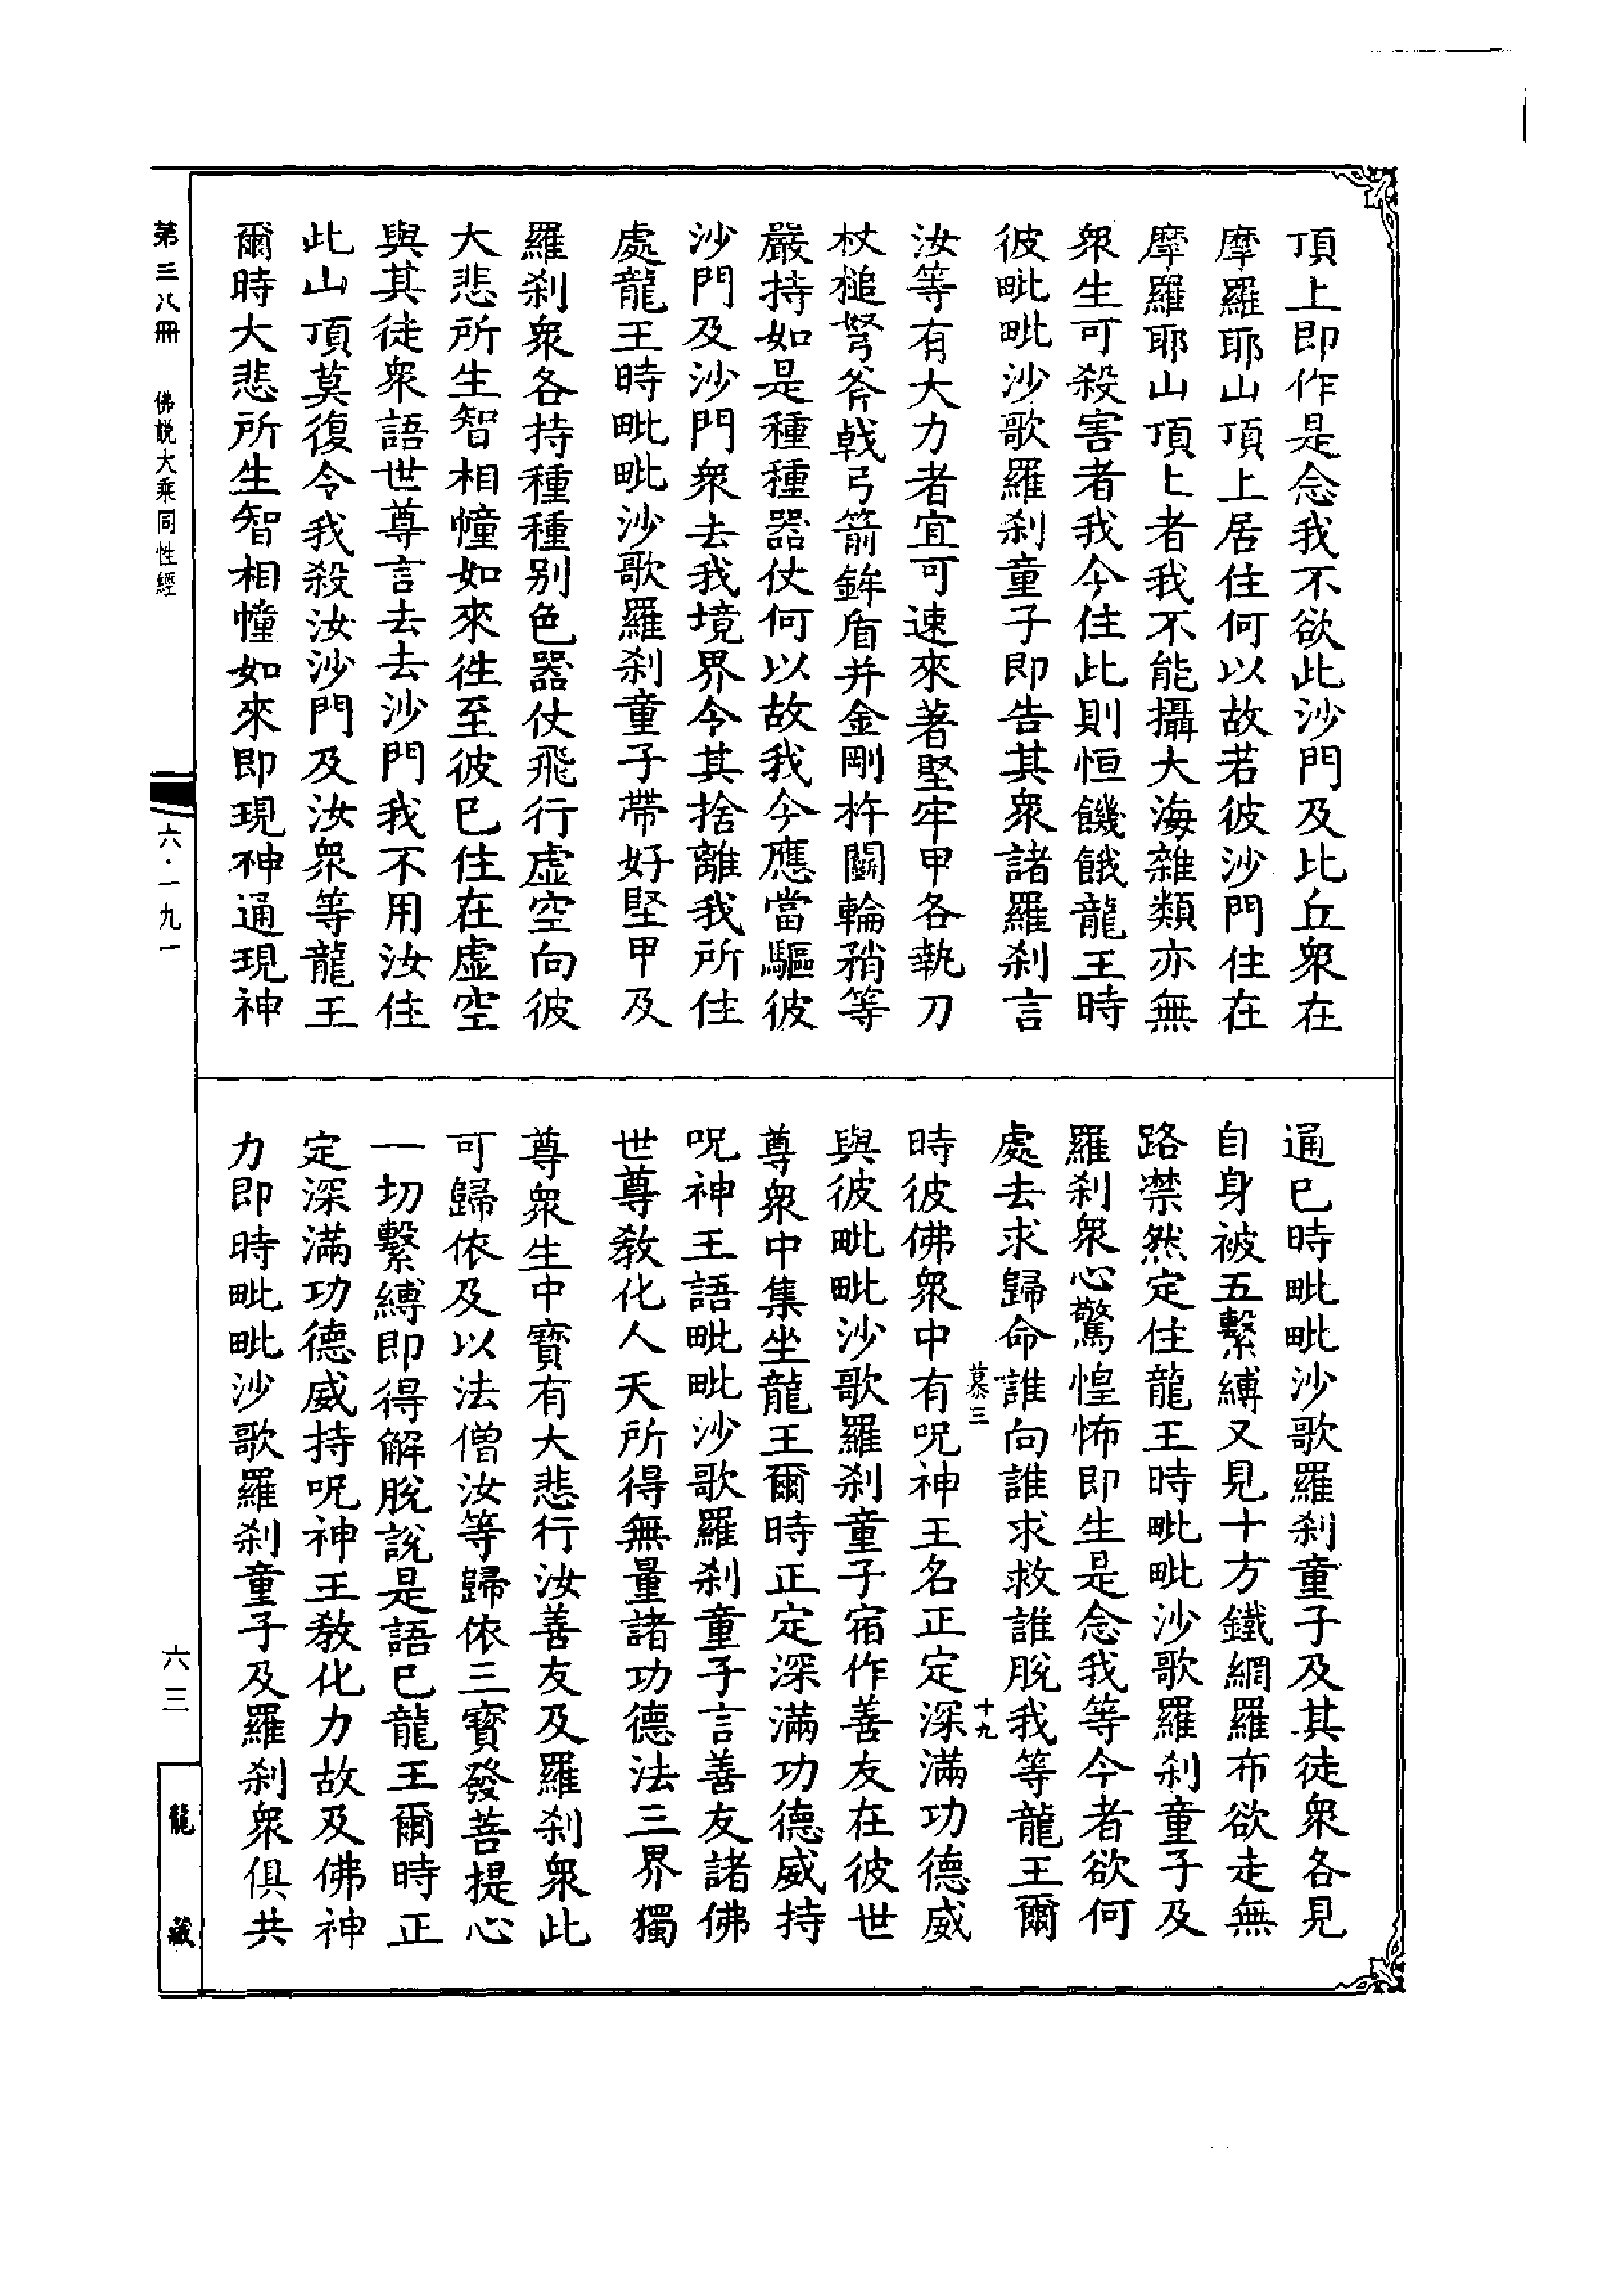 頂上即作是念我不欲此沙門及比丘衆在
摩羅耶山頂上居住何以故若彼沙門住在
摩羅耶山頂上者我不能攝大海雜類亦無
衆生可殺害者我今住此則恒饑餓龍王時
彼毗毗沙歌羅刹童子即告其衆諸羅刹言
汝等有大力者宜可速來著堅牢甲各執刀
杖槌弩斧戟弓箭鉾盾并金剛杵鬬輪矟等
嚴持如是種種器仗何以故我今應當驅彼
沙門及沙門衆去我境界令其捨離我所住
處龍王時毗毗沙歌羅刹童子帶好堅甲及
羅刹衆各持種種别色器仗飛行虚空向彼
大悲所生智相幢如來徃至彼巳住在虚空
與其徒衆語世尊言去去沙門我不用汝住
此山頂莫復令我殺汝沙門及汝衆等龍王
爾時大悲所生智相幢如來即現神通現神
通巳時毗毗沙歌羅刹童子及其徒衆各見
自身被五繫縛又見十方鐵網羅布欲走無
路禁然定住龍王時毗毗沙歌羅刹童子及
羅刹衆心驚惶怖即生是念我等今者欲何
處去求歸命誰向誰求救誰脫我等龍王爾
慕三
十九
時彼佛衆中有呪神王名正定深滿功德威
與彼毗毗沙歌羅刹童子宿作善友在彼世
尊衆中集坐龍王爾時正定深滿功德威持
呪神王語毗毗沙歌羅刹童子言善友諸佛
世尊教化人天所得無量諸功德法三界獨
尊衆生中寶有大悲行汝善友及羅刹衆此
可歸依及以法僧汝等歸依三寶發菩提心
一切繫縛即得解脫說是語巳龍王爾時正
定深滿功德威持呪神王教化力故及佛神
力即時毗毗沙歌羅刹童子及羅刹衆俱共
第三八冊
佛説大乘同性經
六·一九一
六三
龍藏